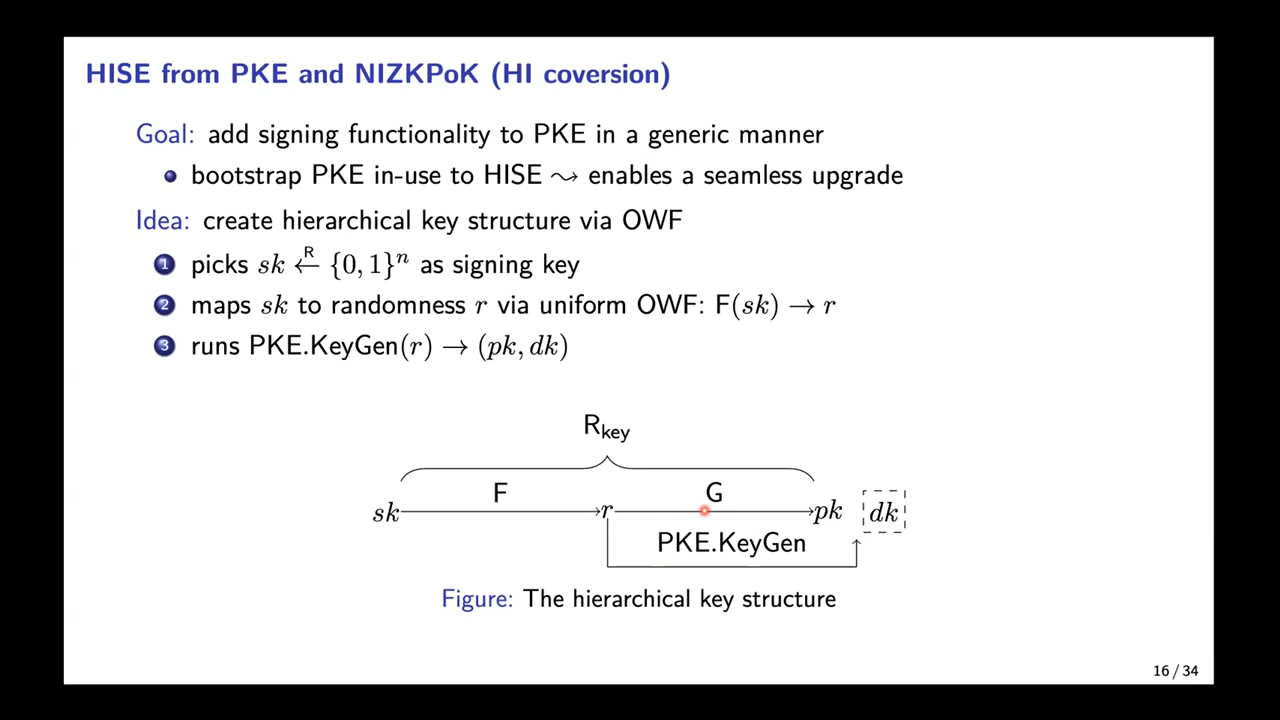 HISE from PKE and NIZKPoK (HI coversion)
Goal: add signing functionality to PKE in a generic manner
bootstrap PKE in-use to HISE ⤳ enables a seamless upgrade
Idea: create hierarchical key structure via OWF
1 picks sk ←R {0, 1}^n as signing key
2 maps sk to randomness r via uniform OWF: F(sk) → r
3 runs PKE.KeyGen(r) → (pk, dk)
R_key
F G
sk r pk dk
PKE.KeyGen
Figure: The hierarchical key structure
16 / 34